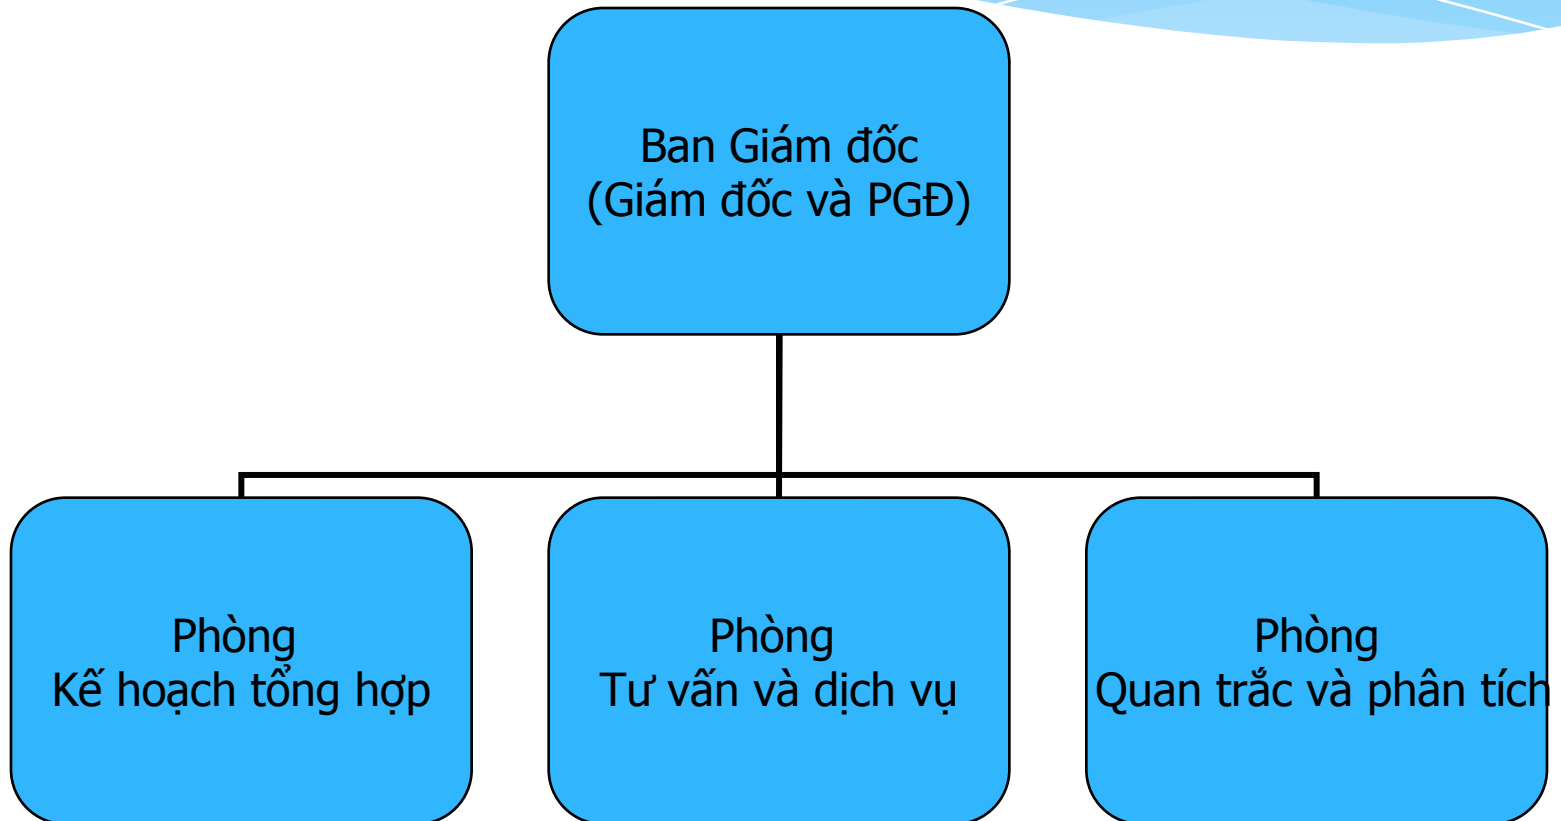 Ban Giám đốc
(Giám đốc và PGĐ)
Phòng
Kế hoạch tổng hợp
Phòng
Tư vấn và dịch vụ
Phòng
Quan trắc và phân tích